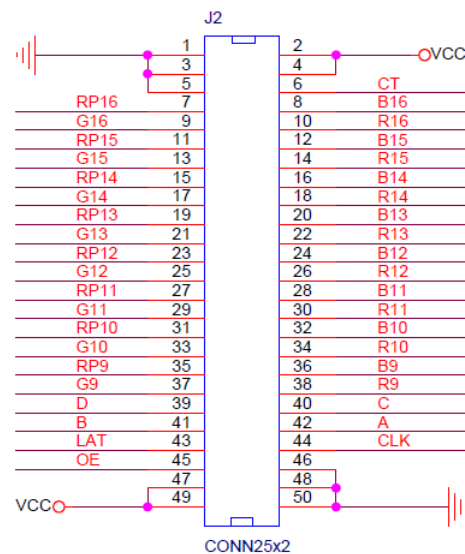 J2
1 2 VCC
3 4
5 6 CT
RP16 7 8 B16
G16 9 10 R16
RP15 11 12 B15
G15 13 14 R15
RP14 15 16 B14
G14 17 18 R14
RP13 19 20 B13
G13 21 22 R13
RP12 23 24 B12
G12 25 26 R12
RP11 27 28 B11
G11 29 30 R11
RP10 31 32 B10
G10 33 34 R10
RP9 35 36 B9
G9 37 38 R9
D 39 40 C
B 41 42 A
LAT 43 44 CLK
OE 45 46
47 48
VCC 49 50
CONN25x2